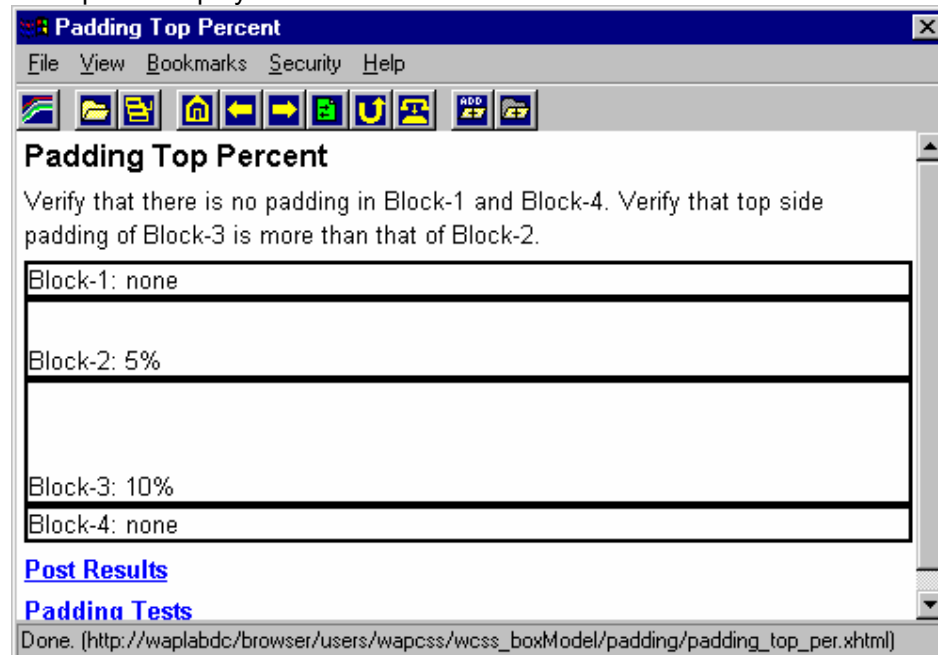 Padding Top Percent
File View Bookmarks Security Help
ADD
Padding Top Percent
Verify that there is no padding in Block-1 and Block-4. Verify that top side
padding of Block-3 is more than that of Block-2.
Block-1: none
Block-2: 5%
Block-3: 10%
Block-4: none
Post Results
Padding Tests
Done. (http://waplabdc/browser/users/wapcss/wcss_boxModel/padding/padding_top_per.xhtml)